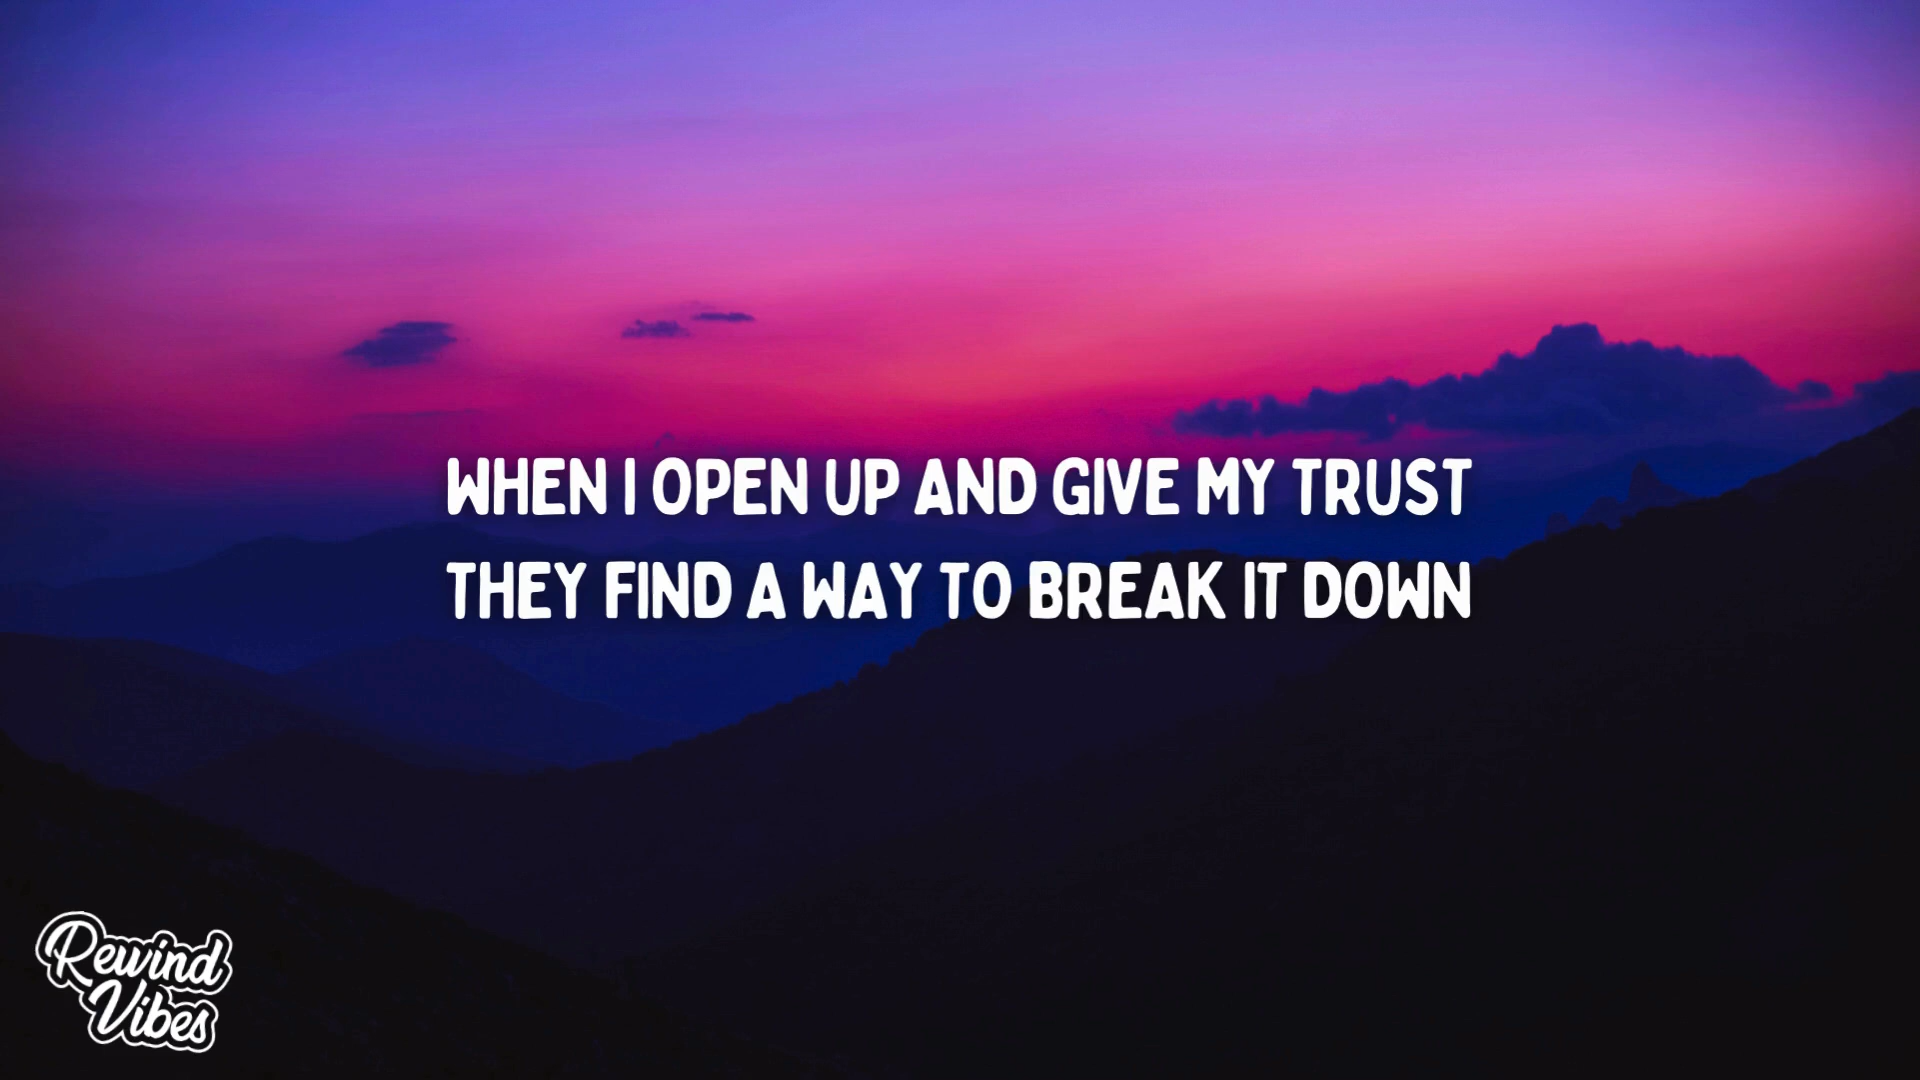 WHEN I OPEN UP AND GIVE MY TRUST
THEY FIND A WAY TO BREAK IT DOWN
Rewind
Vibes